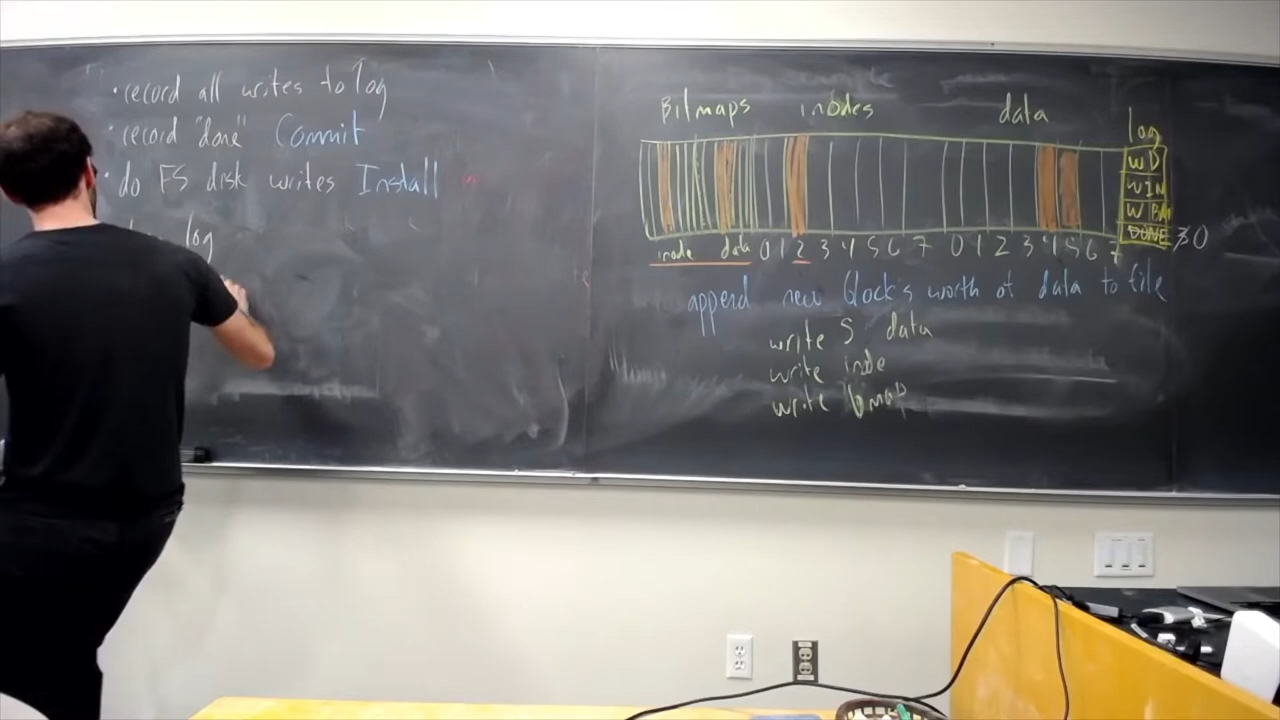 ·record all writes to log
·record "done" Commit
·do FS disk writes Install
log
Bitmaps inodes data
log
WD
WIN
W BM
DONE 0
inode data 0 1 2 3 4 5 6 7 0 1 2 3 4 5 6 7
append new block's worth of data to file
write 5 data
write inode
write bmap